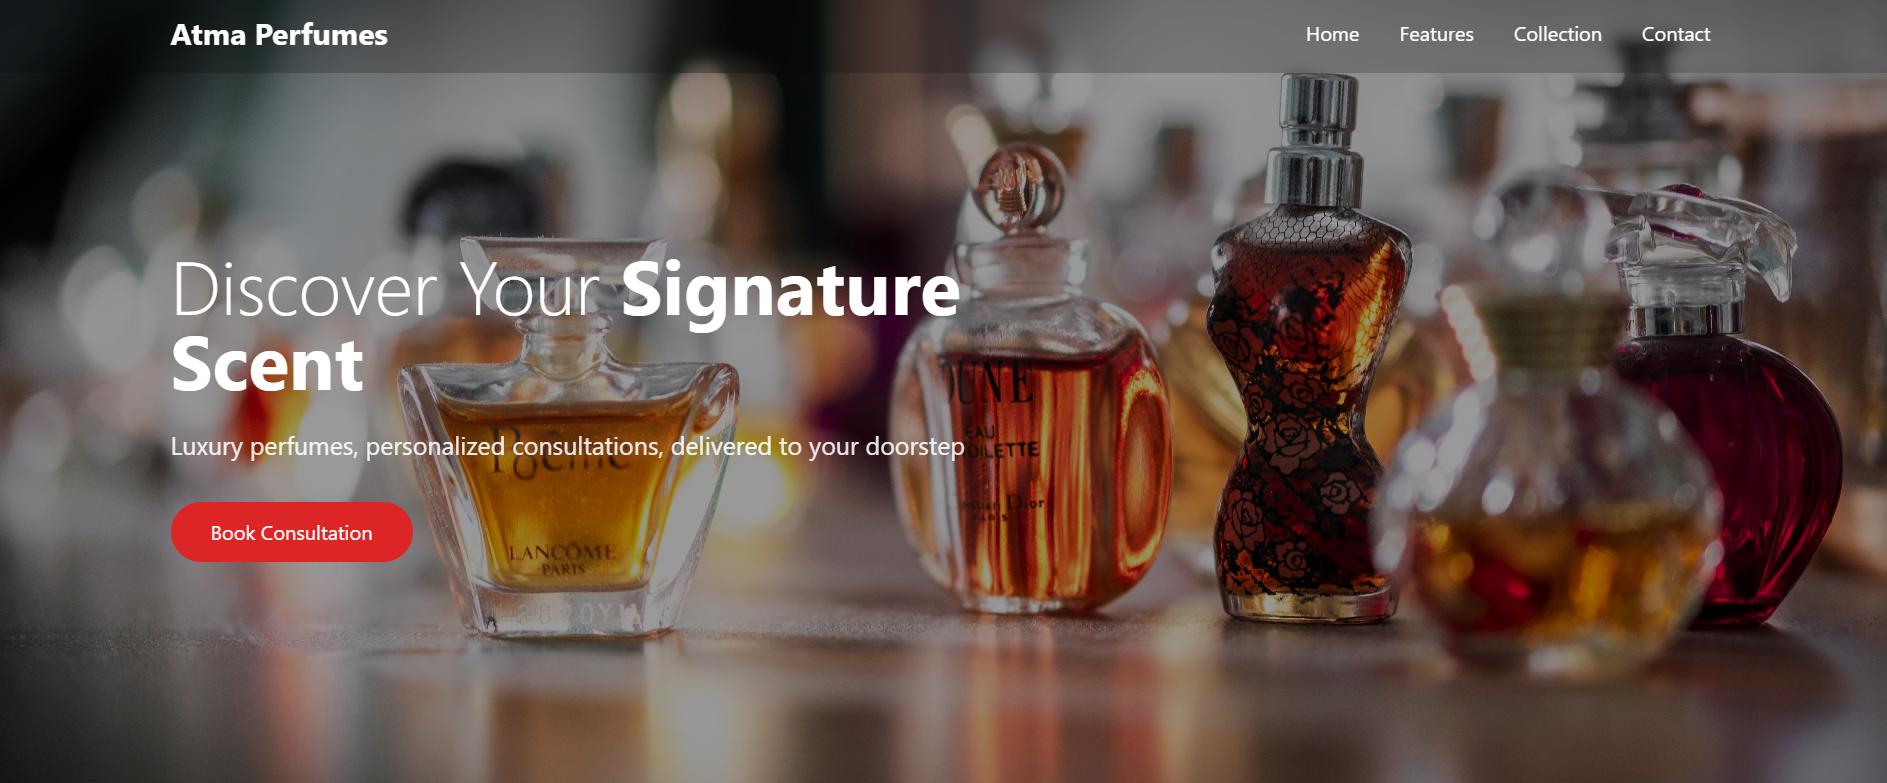 Atma Perfumes
Home Features Collection Contact
Discover Your Signature
Scent
Luxury perfumes, personalized consultations, delivered to your doorstep
Book Consultation
Poême
LANCÔME
PARIS
DUNE
EAU
TOILETTE
Christian Dior
PARIS